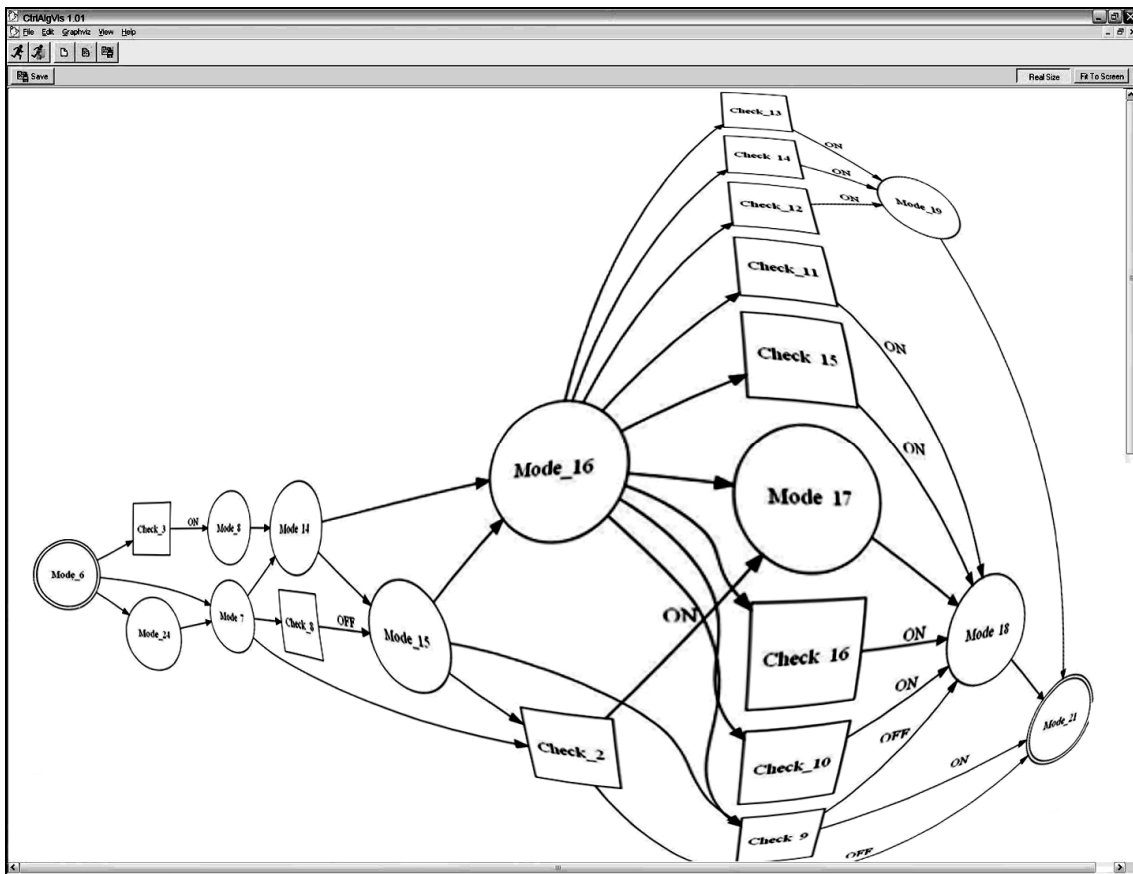 CtrlAlgVis 1.01
File Edit Graphviz View Help
Save
Real Size
Fit To Screen
Check_13
ON
Check 14
ON
Check_12
ON
Mode_19
Check_11
ON
Check 15
ON
Mode_16
Mode 17
Check_3
ON
Mode_8
Mode 14
Mode_6
Mode_24
Mode 7
Check_8
OFF
Mode_15
ON
Check 16
ON
Mode 18
ON
Check_2
Check_10
OFF
Mode_21
ON
Check 9
OFF